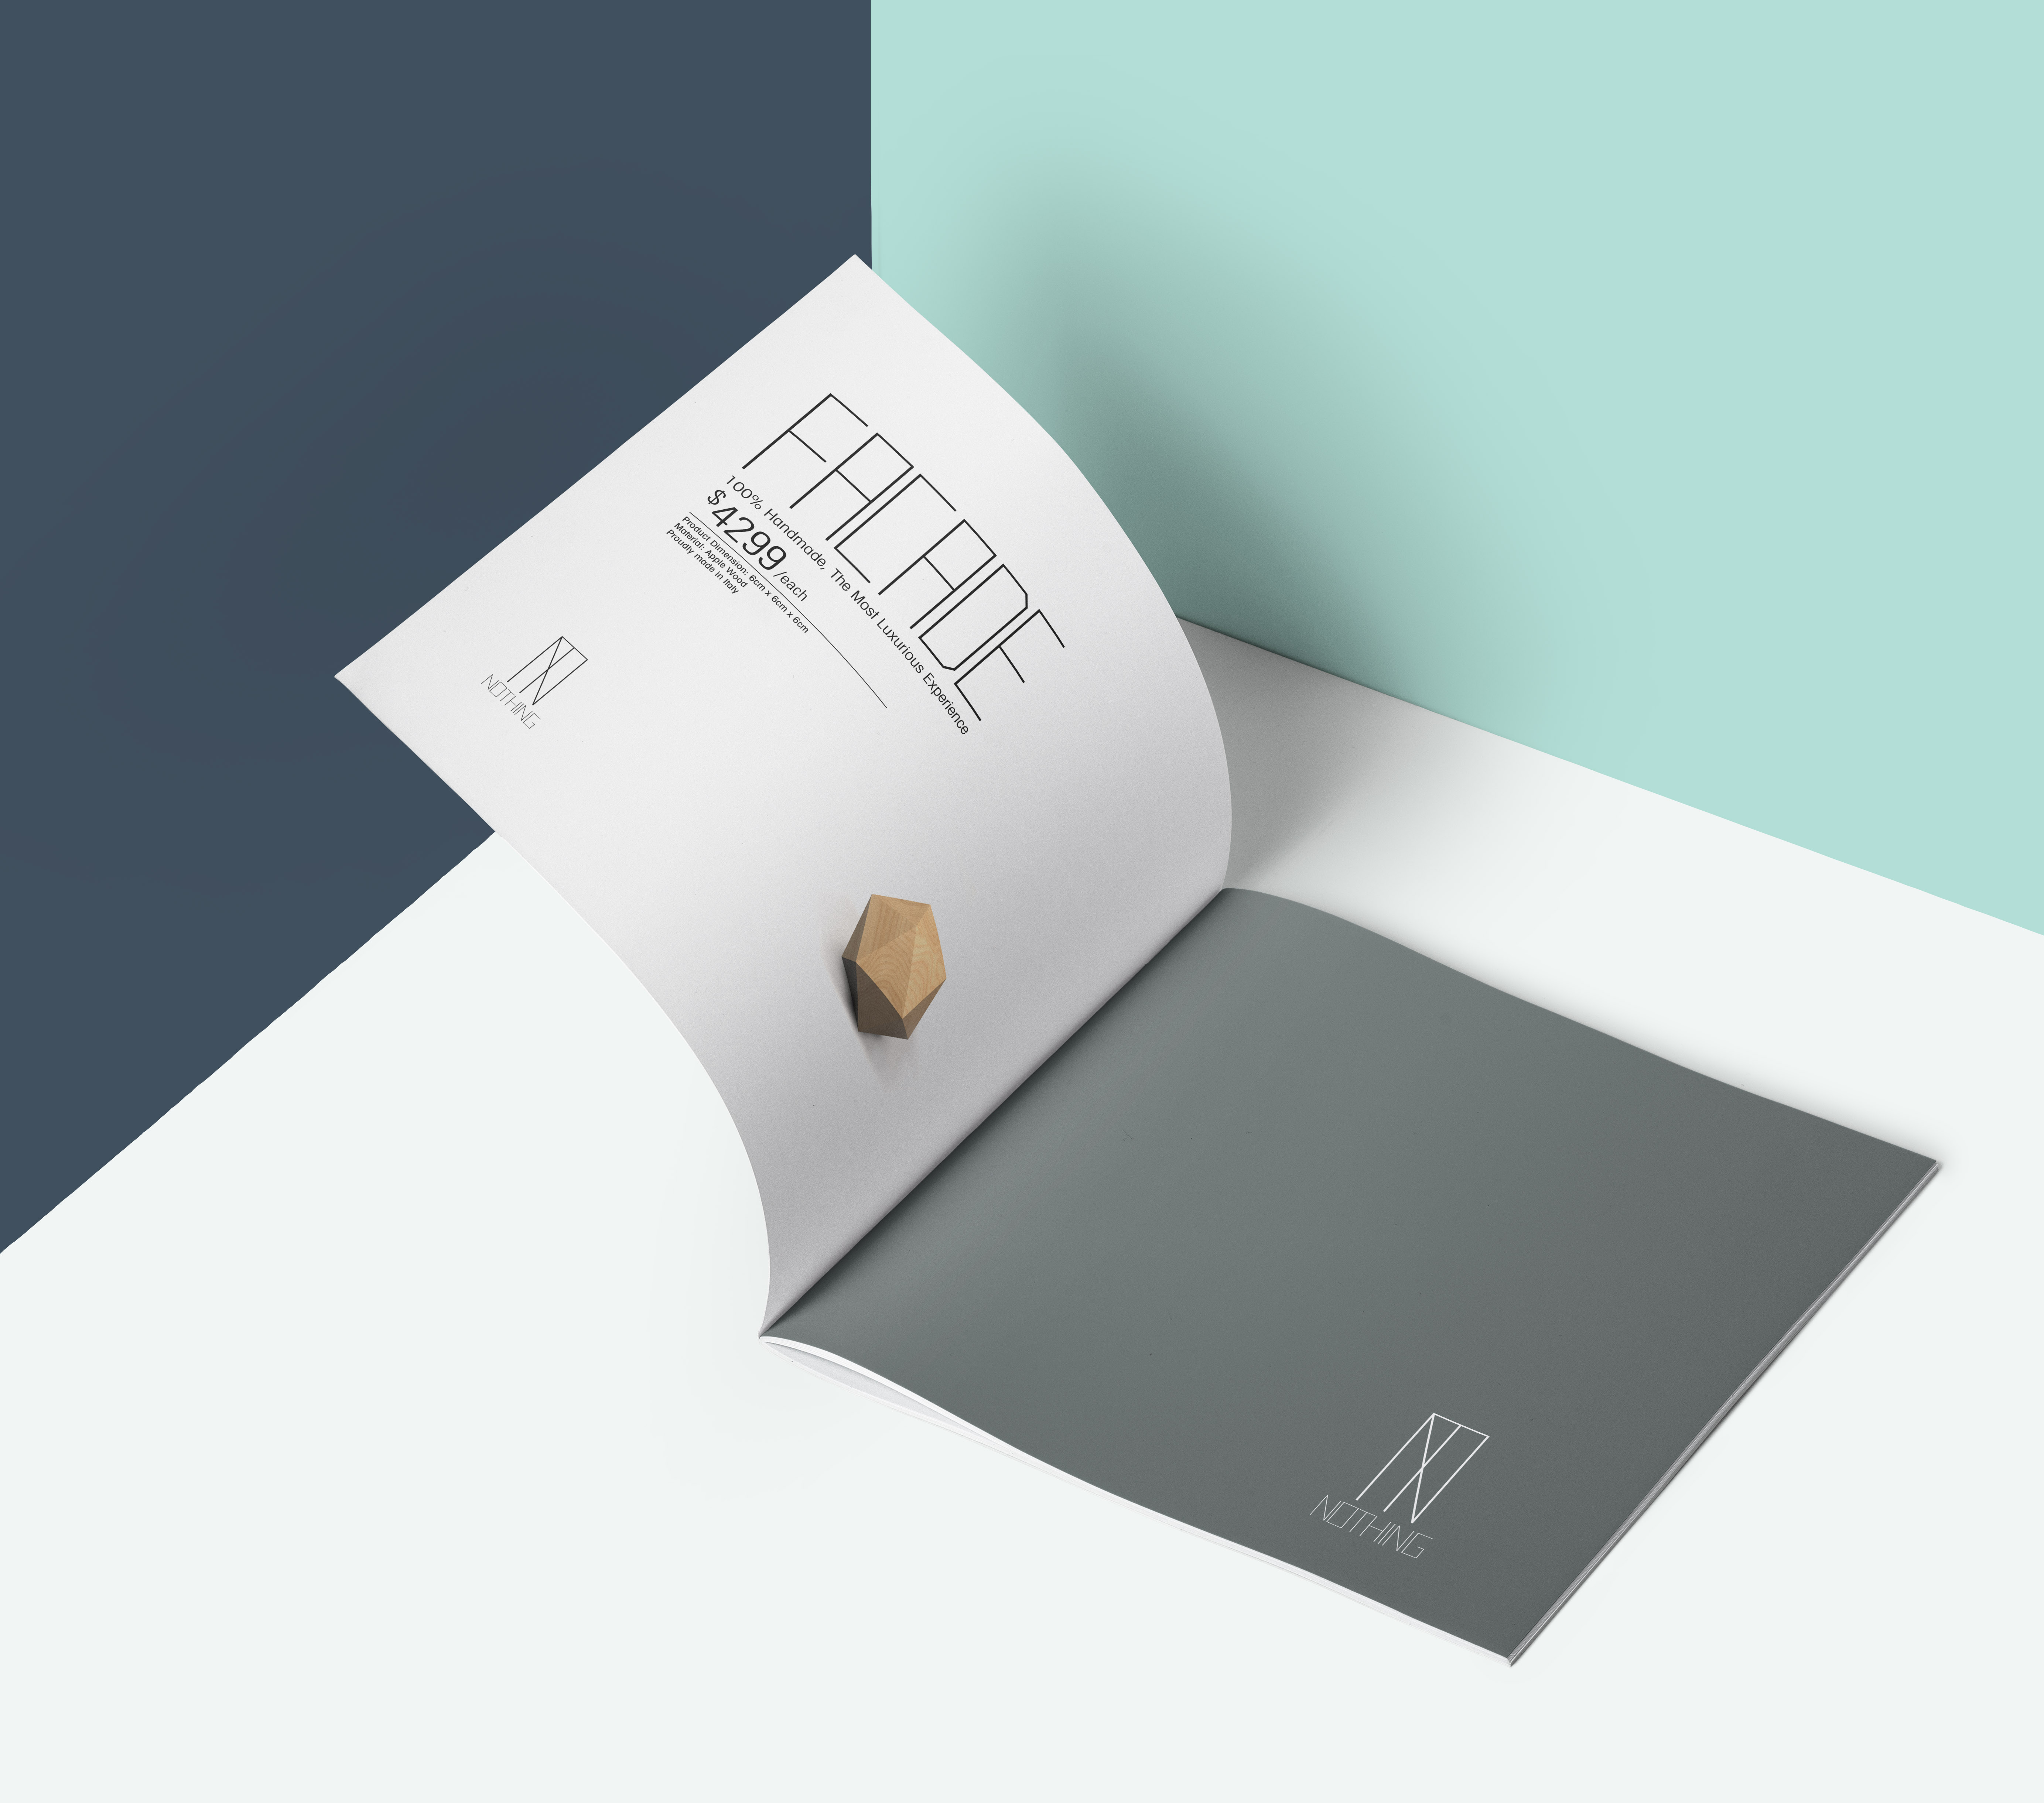 FACADE
100% Handmade, The Most Luxurious Experience
$4299/each
Product Dimension: 6cm x 6cm x 6cm
Material: Apple Wood
Proudly made in Italy
N
NOTHING
N
NOTHING